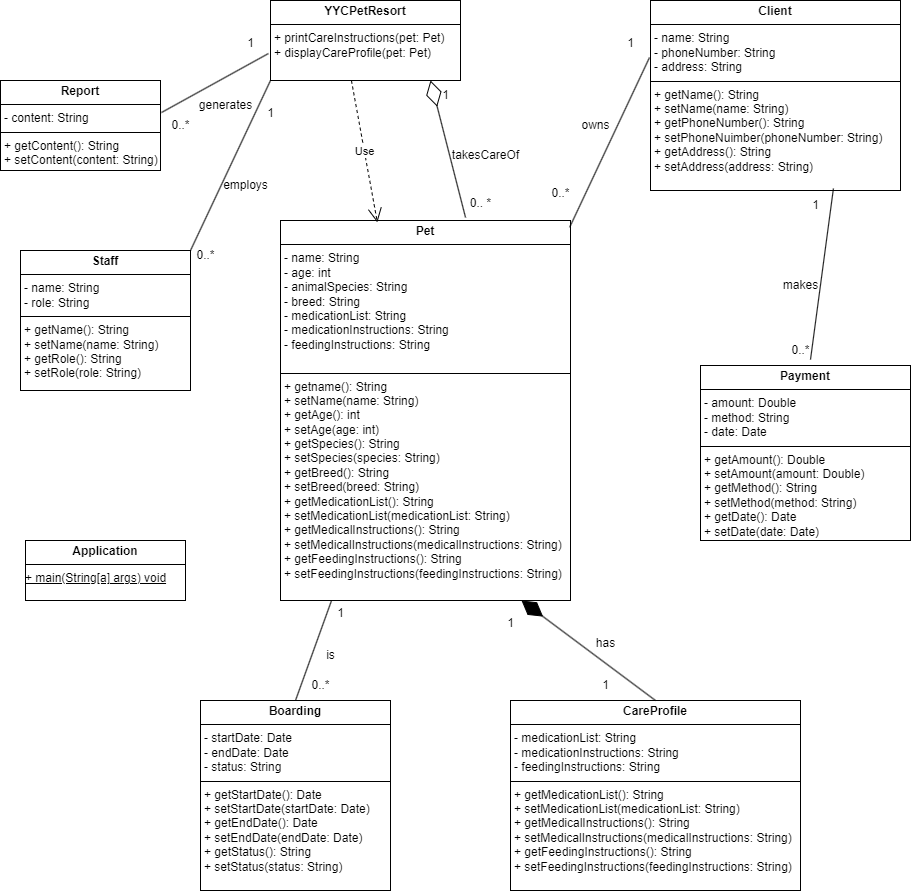 YYCPetResort
+ printCareInstructions(pet: Pet)
+ displayCareProfile(pet: Pet)
Client
- name: String
- phoneNumber: String
- address: String
+ getName(): String
+ setName(name: String)
+ getPhoneNumber(): String
+ setPhoneNuimber(phoneNumber: String)
+ getAddress(): String
+ setAddress(address: String)
Report
- content: String
+ getContent(): String
+ setContent(content: String)
1
generates
0..*
1
employs
0..*
Use
1
takesCareOf
0.. *
1
owns
0..*
1
makes
0..*
Staff
- name: String
- role: String
+ getName(): String
+ setName(name: String)
+ getRole(): String
+ setRole(role: String)
Pet
- name: String
- age: int
- animalSpecies: String
- breed: String
- medicationList: String
- medicationInstructions: String
- feedingInstructions: String
+ getname(): String
+ setName(name: String)
+ getAge(): int
+ setAge(age: int)
+ getSpecies(): String
+ setSpecies(species: String)
+ getBreed(): String
+ setBreed(breed: String)
+ getMedicationList(): String
+ setMedicationList(medicationList: String)
+ getMedicalInstructions(): String
+ setMedicalInstructions(medicalInstructions: String)
+ getFeedingInstructions(): String
+ setFeedingInstructions(feedingInstructions: String)
Payment
- amount: Double
- method: String
- date: Date
+ getAmount(): Double
+ setAmount(amount: Double)
+ getMethod(): String
+ setMethod(method: String)
+ getDate(): Date
+ setDate(date: Date)
Application
+ main(String[a] args) void
1
is
0..*
1
has
1
Boarding
- startDate: Date
- endDate: Date
- status: String
+ getStartDate(): Date
+ setStartDate(startDate: Date)
+ getEndDate(): Date
+ setEndDate(endDate: Date)
+ getStatus(): String
+ setStatus(status: String)
CareProfile
- medicationList: String
- medicationInstructions: String
- feedingInstructions: String
+ getMedicationList(): String
+ setMedicationList(medicationList: String)
+ getMedicalInstructions(): String
+ setMedicalInstructions(medicalInstructions: String)
+ getFeedingInstructions(): String
+ setFeedingInstructions(feedingInstructions: String)